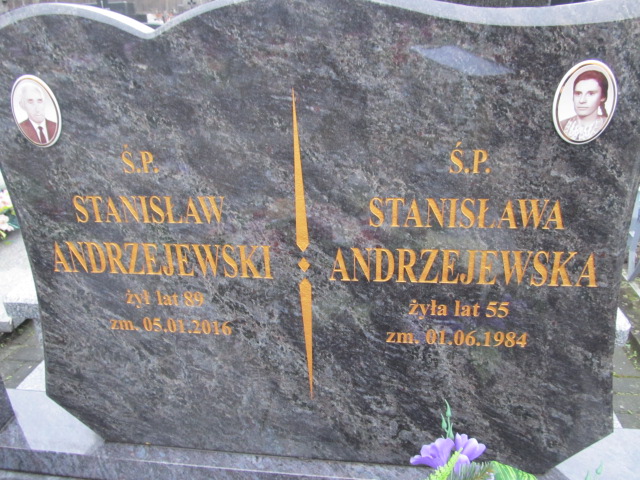 Ś.P.
STANISŁAW
ANDRZEJEWSKI
żył lat 89
zm. 05.01.2016
Ś.P.
STANISŁAWA
ANDRZEJEWSKA
żyła lat 55
zm. 01.06.1984